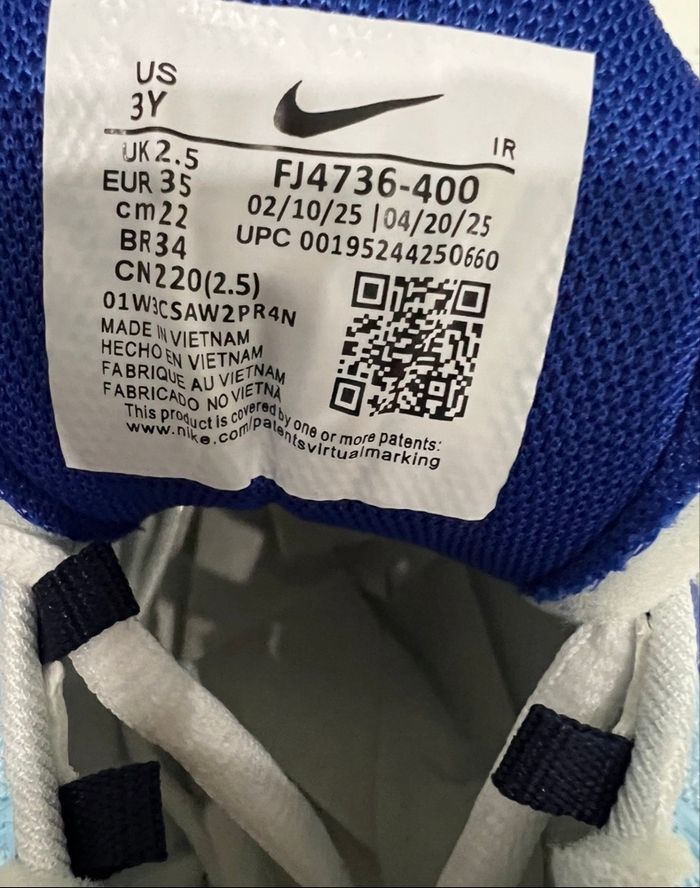 US
3Y
IR
UK 2.5
EUR 35
cm22
BR34
CN220(2.5)
FJ4736-400
02/10/25 | 04/20/25
UPC 00195244250660
01W3CSAW2PR4N
MADE IN VIETNAM
HECHO EN VIETNAM
FABRIQUE AU VIETNAM
FABRICADO NO VIETNA
This product is covered by one or more patents:
www.nike.com/patentsvirtualmarking